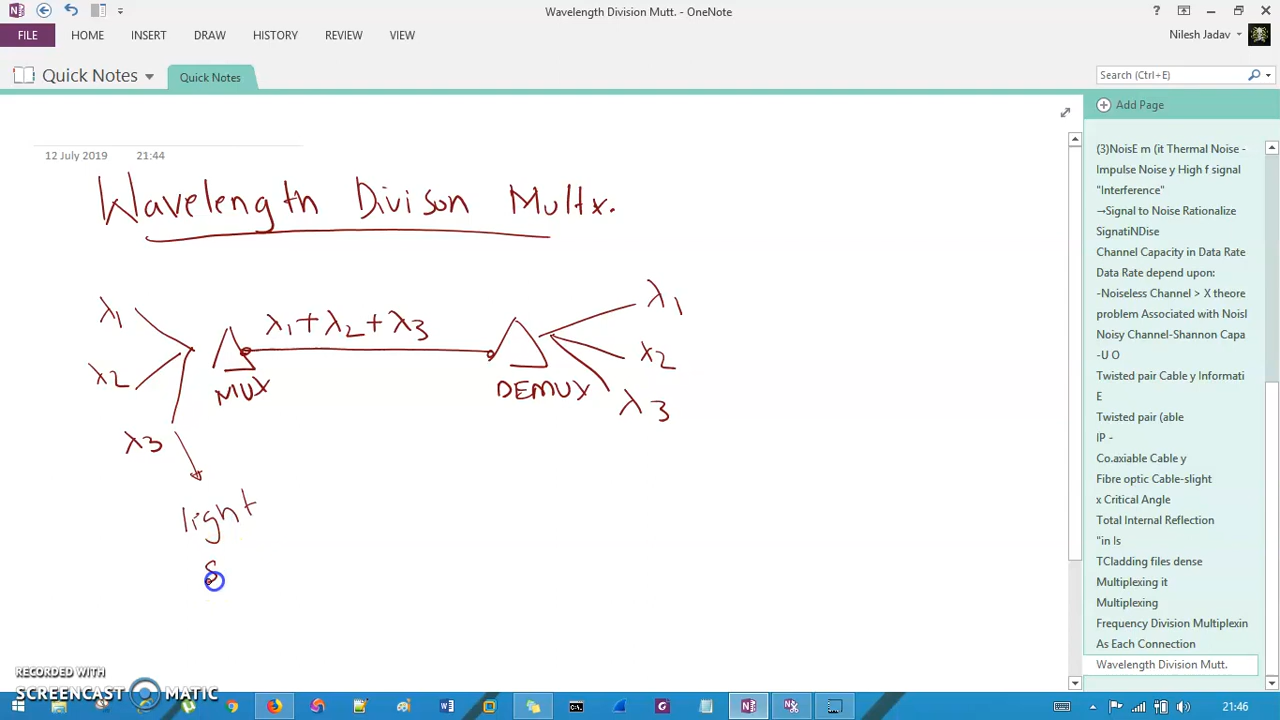 Wavelength Division Mutt. - OneNote
FILE HOME INSERT DRAW HISTORY REVIEW VIEW
Nilesh Jadav
Quick Notes
Quick Notes
Search (Ctrl+E)
Add Page
12 July 2019 21:44
Wavelength Divison Multx.
λ1
λ2
λ3
MUX
λ1+λ2+λ3
DEMUX
λ1
λ2
λ3
light
S
(3)NoisE m (it Thermal Noise -
Impulse Noise y High f signal
"Interference"
→Signal to Noise Rationalize
SignatiNDise
Channel Capacity in Data Rate
Data Rate depend upon:
-Noiseless Channel > X theore
problem Associated with Noisl
Noisy Channel-Shannon Capa
-U O
Twisted pair Cable y Informati
E
Twisted pair (able
IP -
Co.axiable Cable y
Fibre optic Cable-slight
x Critical Angle
Total Internal Reflection
"in ls
TCladding files dense
Multiplexing it
Multiplexing
Frequency Division Multiplexin
As Each Connection
Wavelength Division Mutt.
RECORDED WITH
SCREENCAST MATIC
21:46